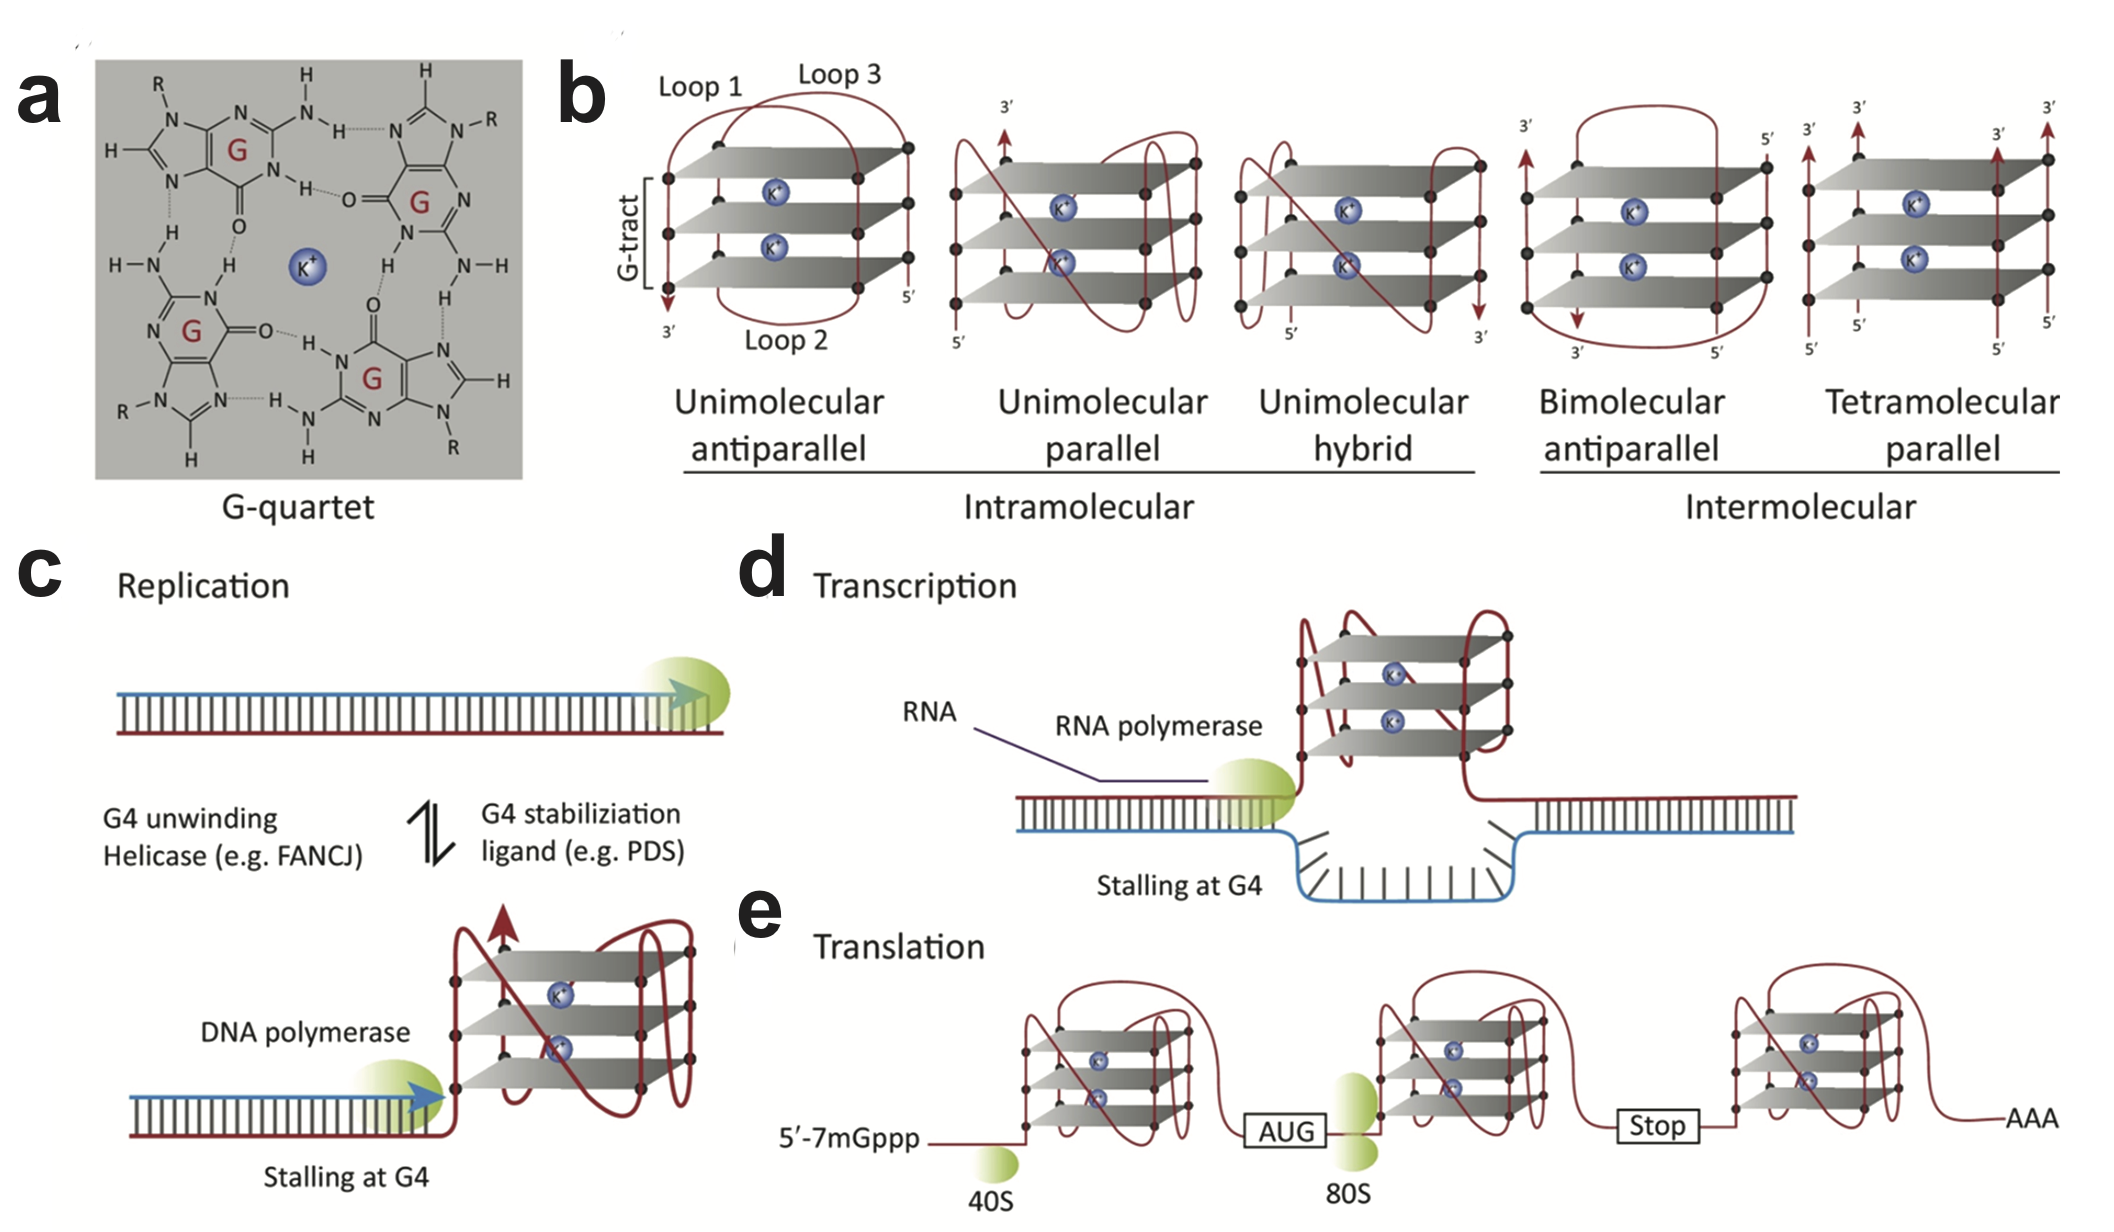 a
R
H
H
N
N
N
H
H
G
N
H
N
O
H
N
N
R
O
G
N
N
H
N
H
H
H
N
H
N
H
N
G
O
N
N
R
H
K⁺
O
H
N
G
N
H
N
H
N
H
N
R
G-quartet
b
Loop 1
Loop 3
G-tract
K⁺
K⁺
3′
5′
Loop 2
Unimolecular
antiparallel
3′
K⁺
K⁺
5′
Unimolecular
parallel
K⁺
K⁺
5′
3′
Unimolecular
hybrid
Intramolecular
3′
5′
K⁺
K⁺
3′
5′
Bimolecular
antiparallel
3′
3′
3′
3′
K⁺
K⁺
5′
5′
5′
5′
Tetramolecular
parallel
Intermolecular
c
Replication
G4 unwinding
Helicase (e.g. FANCJ)
G4 stabiliziation
ligand (e.g. PDS)
K⁺
K⁺
DNA polymerase
Stalling at G4
d
Transcription
RNA
RNA polymerase
K⁺
K⁺
Stalling at G4
e
Translation
5′-7mGppp
40S
K⁺
K⁺
AUG
80S
K⁺
K⁺
Stop
K⁺
K⁺
AAA